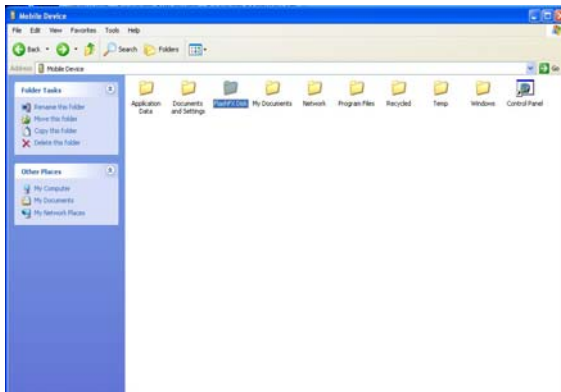 Mobile Device
File Edit View Favorites Tools Help
Back Search Folders
Address Mobile Device Go
Folder Tasks
Rename this folder
Move this folder
Copy this folder
Delete this folder
Other Places
My Computer
My Documents
My Network Places
Application Data
Documents and Settings
FlashFX Disk
My Documents
Network
Program Files
Recycled
Temp
Windows
Control Panel